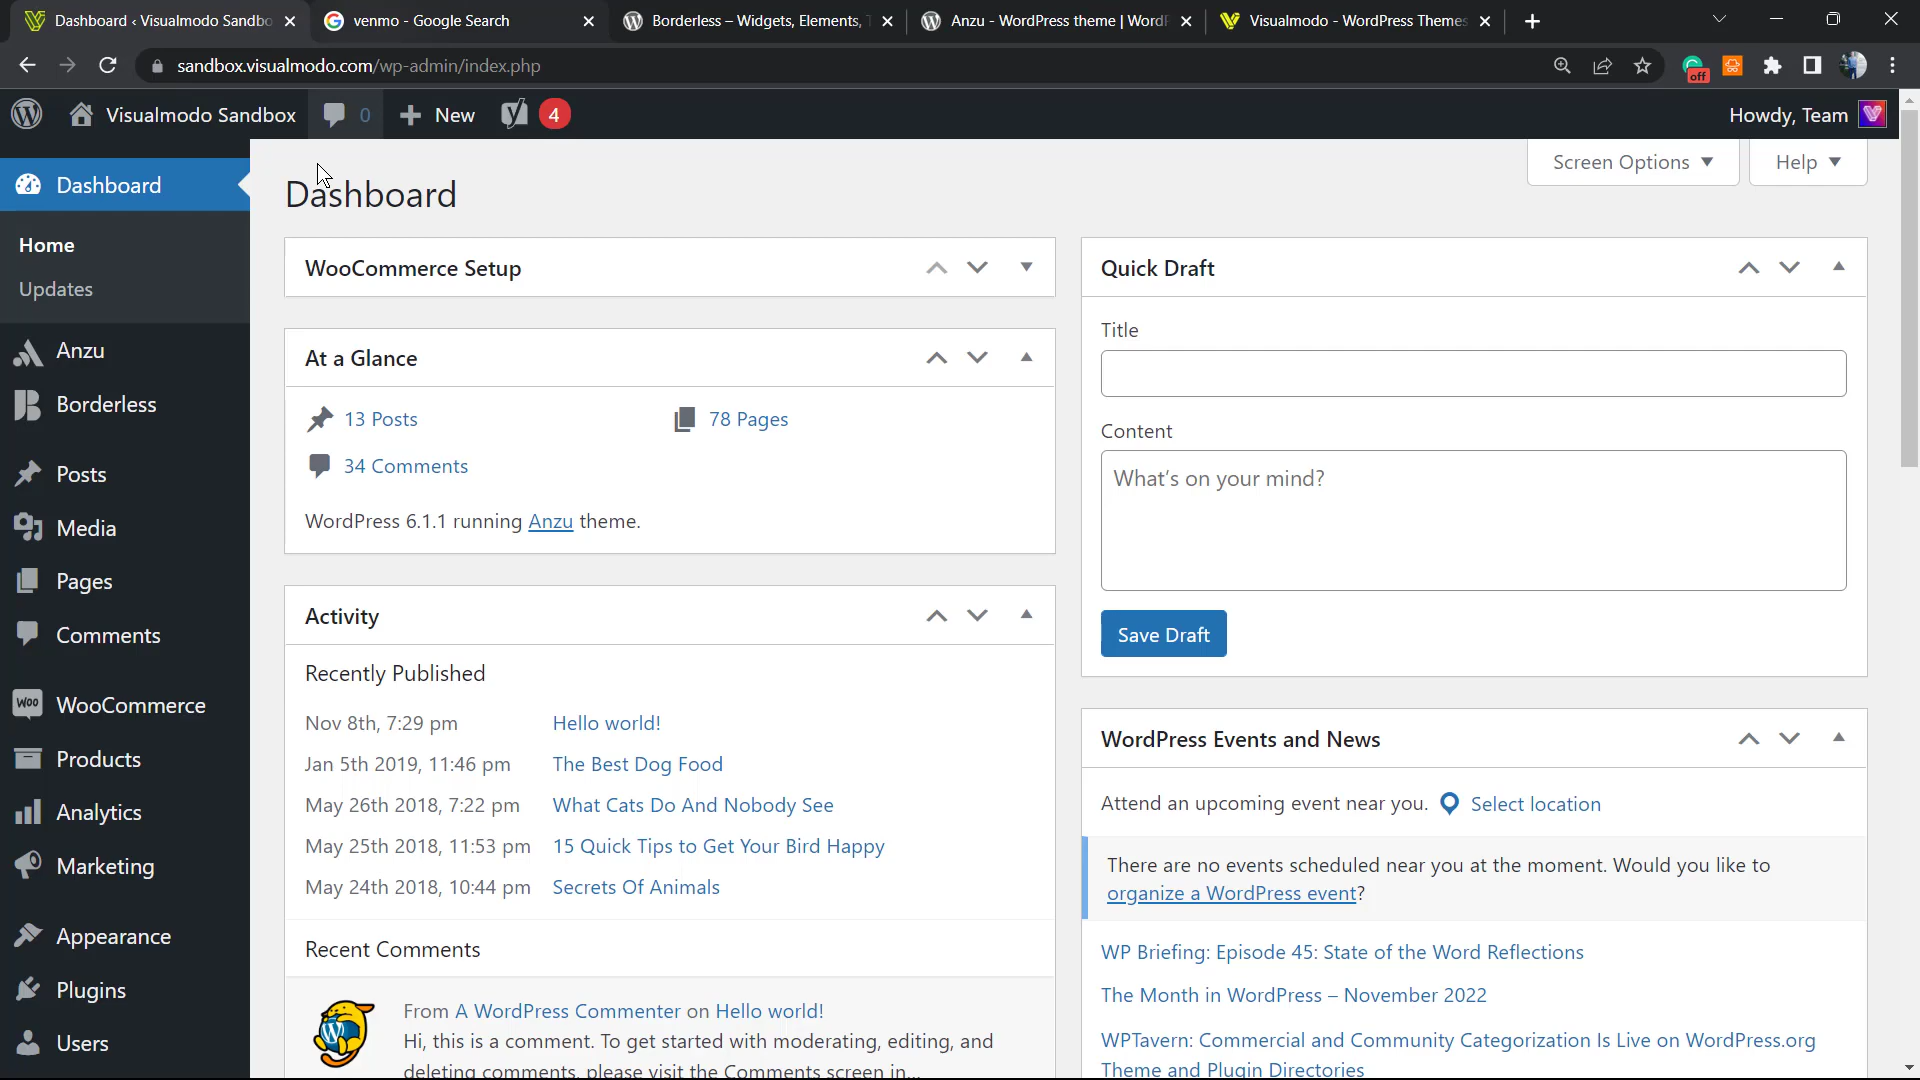 Dashboard ‹ Visualmodo Sandbo
venmo - Google Search
Borderless – Widgets, Elements, T
Anzu - WordPress theme | WordP
Visualmodo - WordPress Themes
sandbox.visualmodo.com/wp-admin/index.php
off
Visualmodo Sandbox
0
New
4
Howdy, Team
Screen Options
Help
Dashboard
Home
Updates
Anzu
Borderless
Posts
Media
Pages
Comments
Woo WooCommerce
Products
Analytics
Marketing
Appearance
Plugins
Users
Dashboard
WooCommerce Setup
At a Glance
13 Posts
78 Pages
34 Comments
WordPress 6.1.1 running Anzu theme.
Activity
Recently Published
Nov 8th, 7:29 pm Hello world!
Jan 5th 2019, 11:46 pm The Best Dog Food
May 26th 2018, 7:22 pm What Cats Do And Nobody See
May 25th 2018, 11:53 pm 15 Quick Tips to Get Your Bird Happy
May 24th 2018, 10:44 pm Secrets Of Animals
Recent Comments
From A WordPress Commenter on Hello world!
Hi, this is a comment. To get started with moderating, editing, and
deleting comments, please visit the Comments screen in...
Quick Draft
Title
Content
What's on your mind?
Save Draft
WordPress Events and News
Attend an upcoming event near you. Select location
There are no events scheduled near you at the moment. Would you like to
organize a WordPress event?
WP Briefing: Episode 45: State of the Word Reflections
The Month in WordPress – November 2022
WPTavern: Commercial and Community Categorization Is Live on WordPress.org
Theme and Plugin Directories